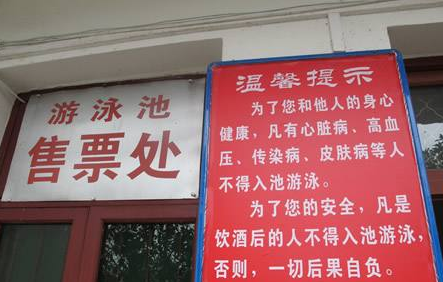 游泳池
售票处
温馨提示
为了您和他人的身心
健康，凡有心脏病、高血
压、传染病、皮肤病等人
不得入池游泳。
为了您的安全，凡是
饮酒后的人不得入池游泳，
否则，一切后果自负。